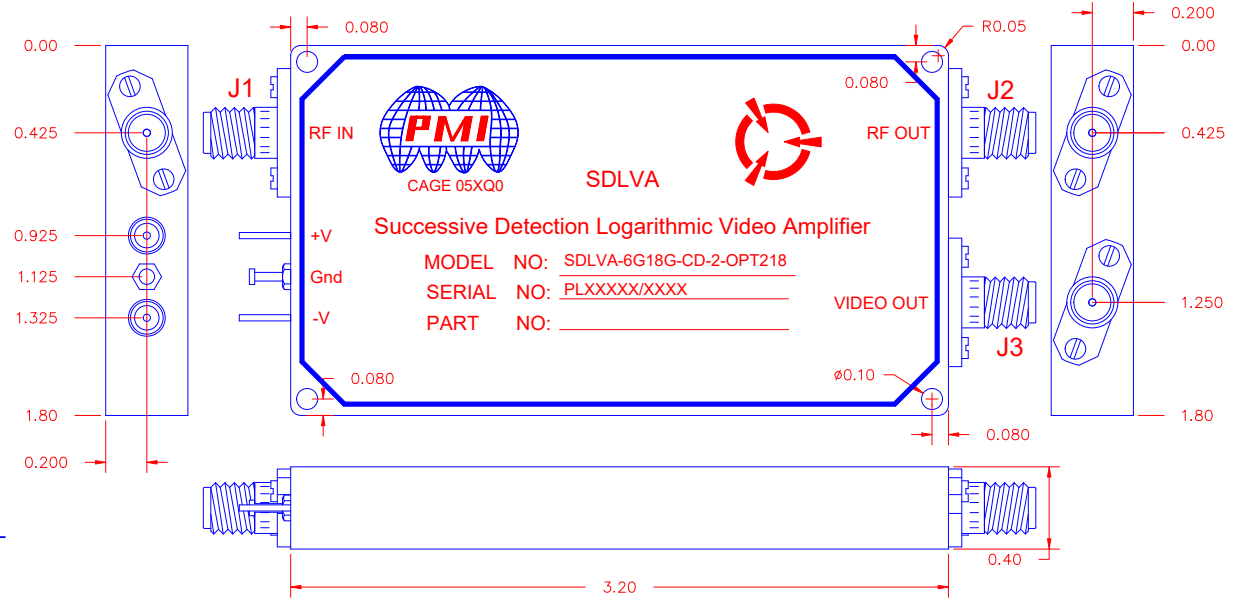 0.080
R0.05
0.200
0.00
0.00
J1
0.080
J2
0.425
RF IN
PMI
RF OUT
0.425
CAGE 05XQ0
SDLVA
0.925
+V
Successive Detection Logarithmic Video Amplifier
1.125
Gnd
MODEL NO: SDLVA-6G18G-CD-2-OPT218
SERIAL NO: PLXXXXX/XXXX
VIDEO OUT
1.250
1.325
-V
PART NO:
J3
0.080
ø0.10
1.80
1.80
0.080
0.200
0.40
3.20